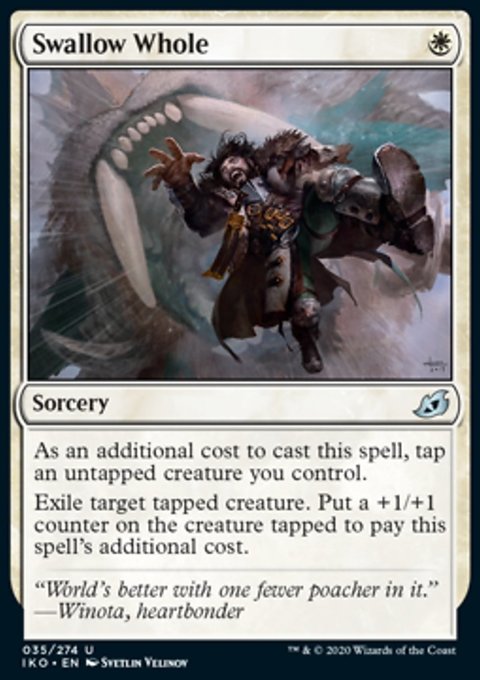 Swallow Whole
Sorcery
As an additional cost to cast this spell, tap
an untapped creature you control.
Exile target tapped creature. Put a +1/+1
counter on the creature tapped to pay this
spell's additional cost.
“World's better with one fewer poacher in it.”
—Winota, heartbonder
035/274 U
™ & © 2020 Wizards of the Coast
IKO • EN Svetlin Velinov